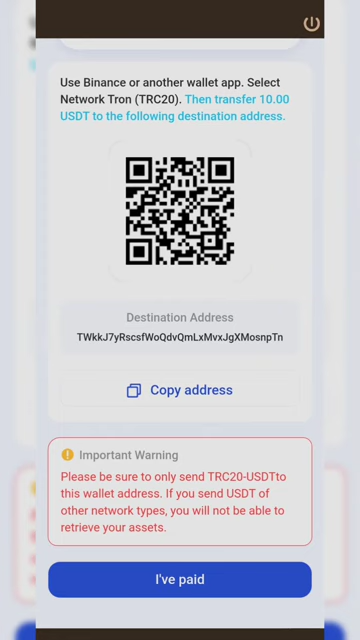 Use Binance or another wallet app. Select
Network Tron (TRC20). Then transfer 10.00
USDT to the following destination address.
Destination Address
TWkkJ7yRscsfWoQdvQmLxMvxJgXMosnpTn
Copy address
Important Warning
Please be sure to only send TRC20-USDTto
this wallet address. If you send USDT of
other network types, you will not be able to
retrieve your assets.
I've paid